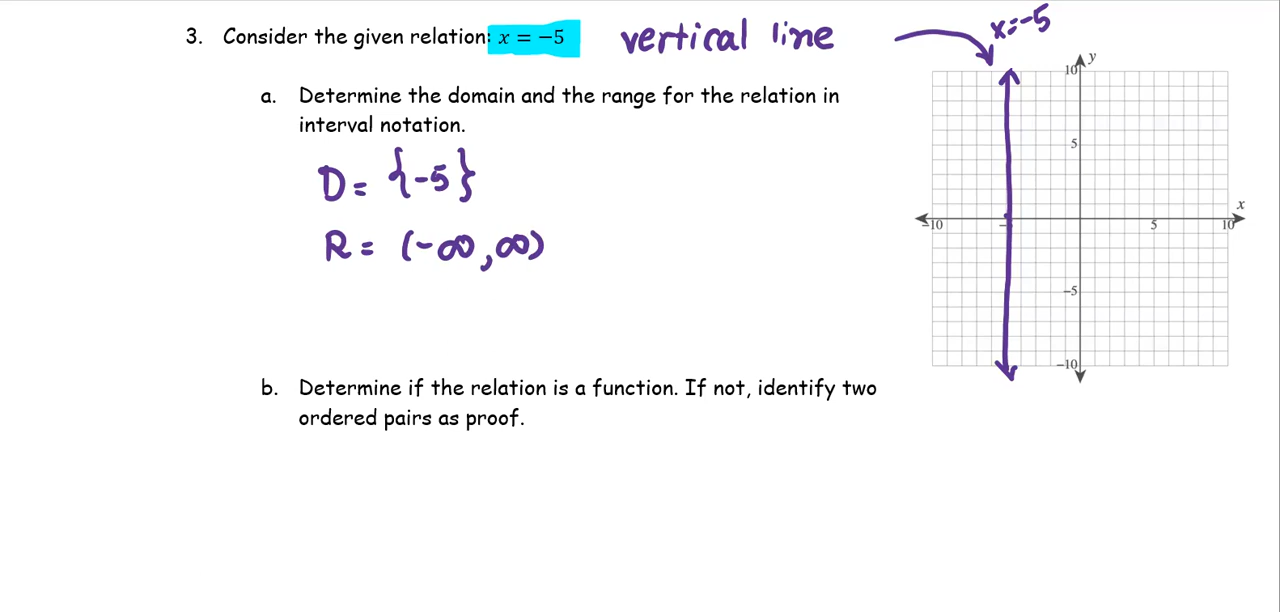 3. Consider the given relation: x = −5 vertical line
x=-5
a. Determine the domain and the range for the relation in
interval notation.
D = {-5}
R = (-∞,∞)
b. Determine if the relation is a function. If not, identify two
ordered pairs as proof.
y
10
5
x
−10
5
10
−5
−10